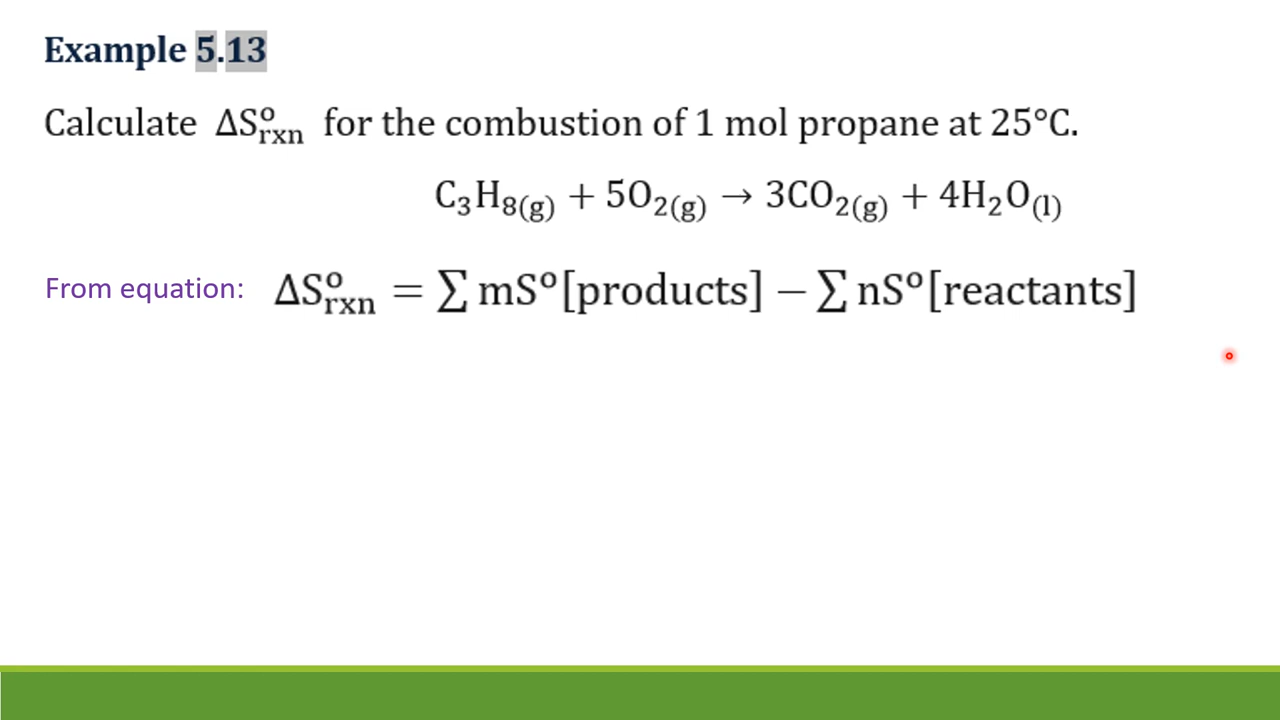 Example 5.13
Calculate ΔS°rxn for the combustion of 1 mol propane at 25°C.
C₃H₈(g) + 5O₂(g) → 3CO₂(g) + 4H₂O(l)
From equation: ΔS°rxn = ∑ mS°[products] − ∑ nS°[reactants]